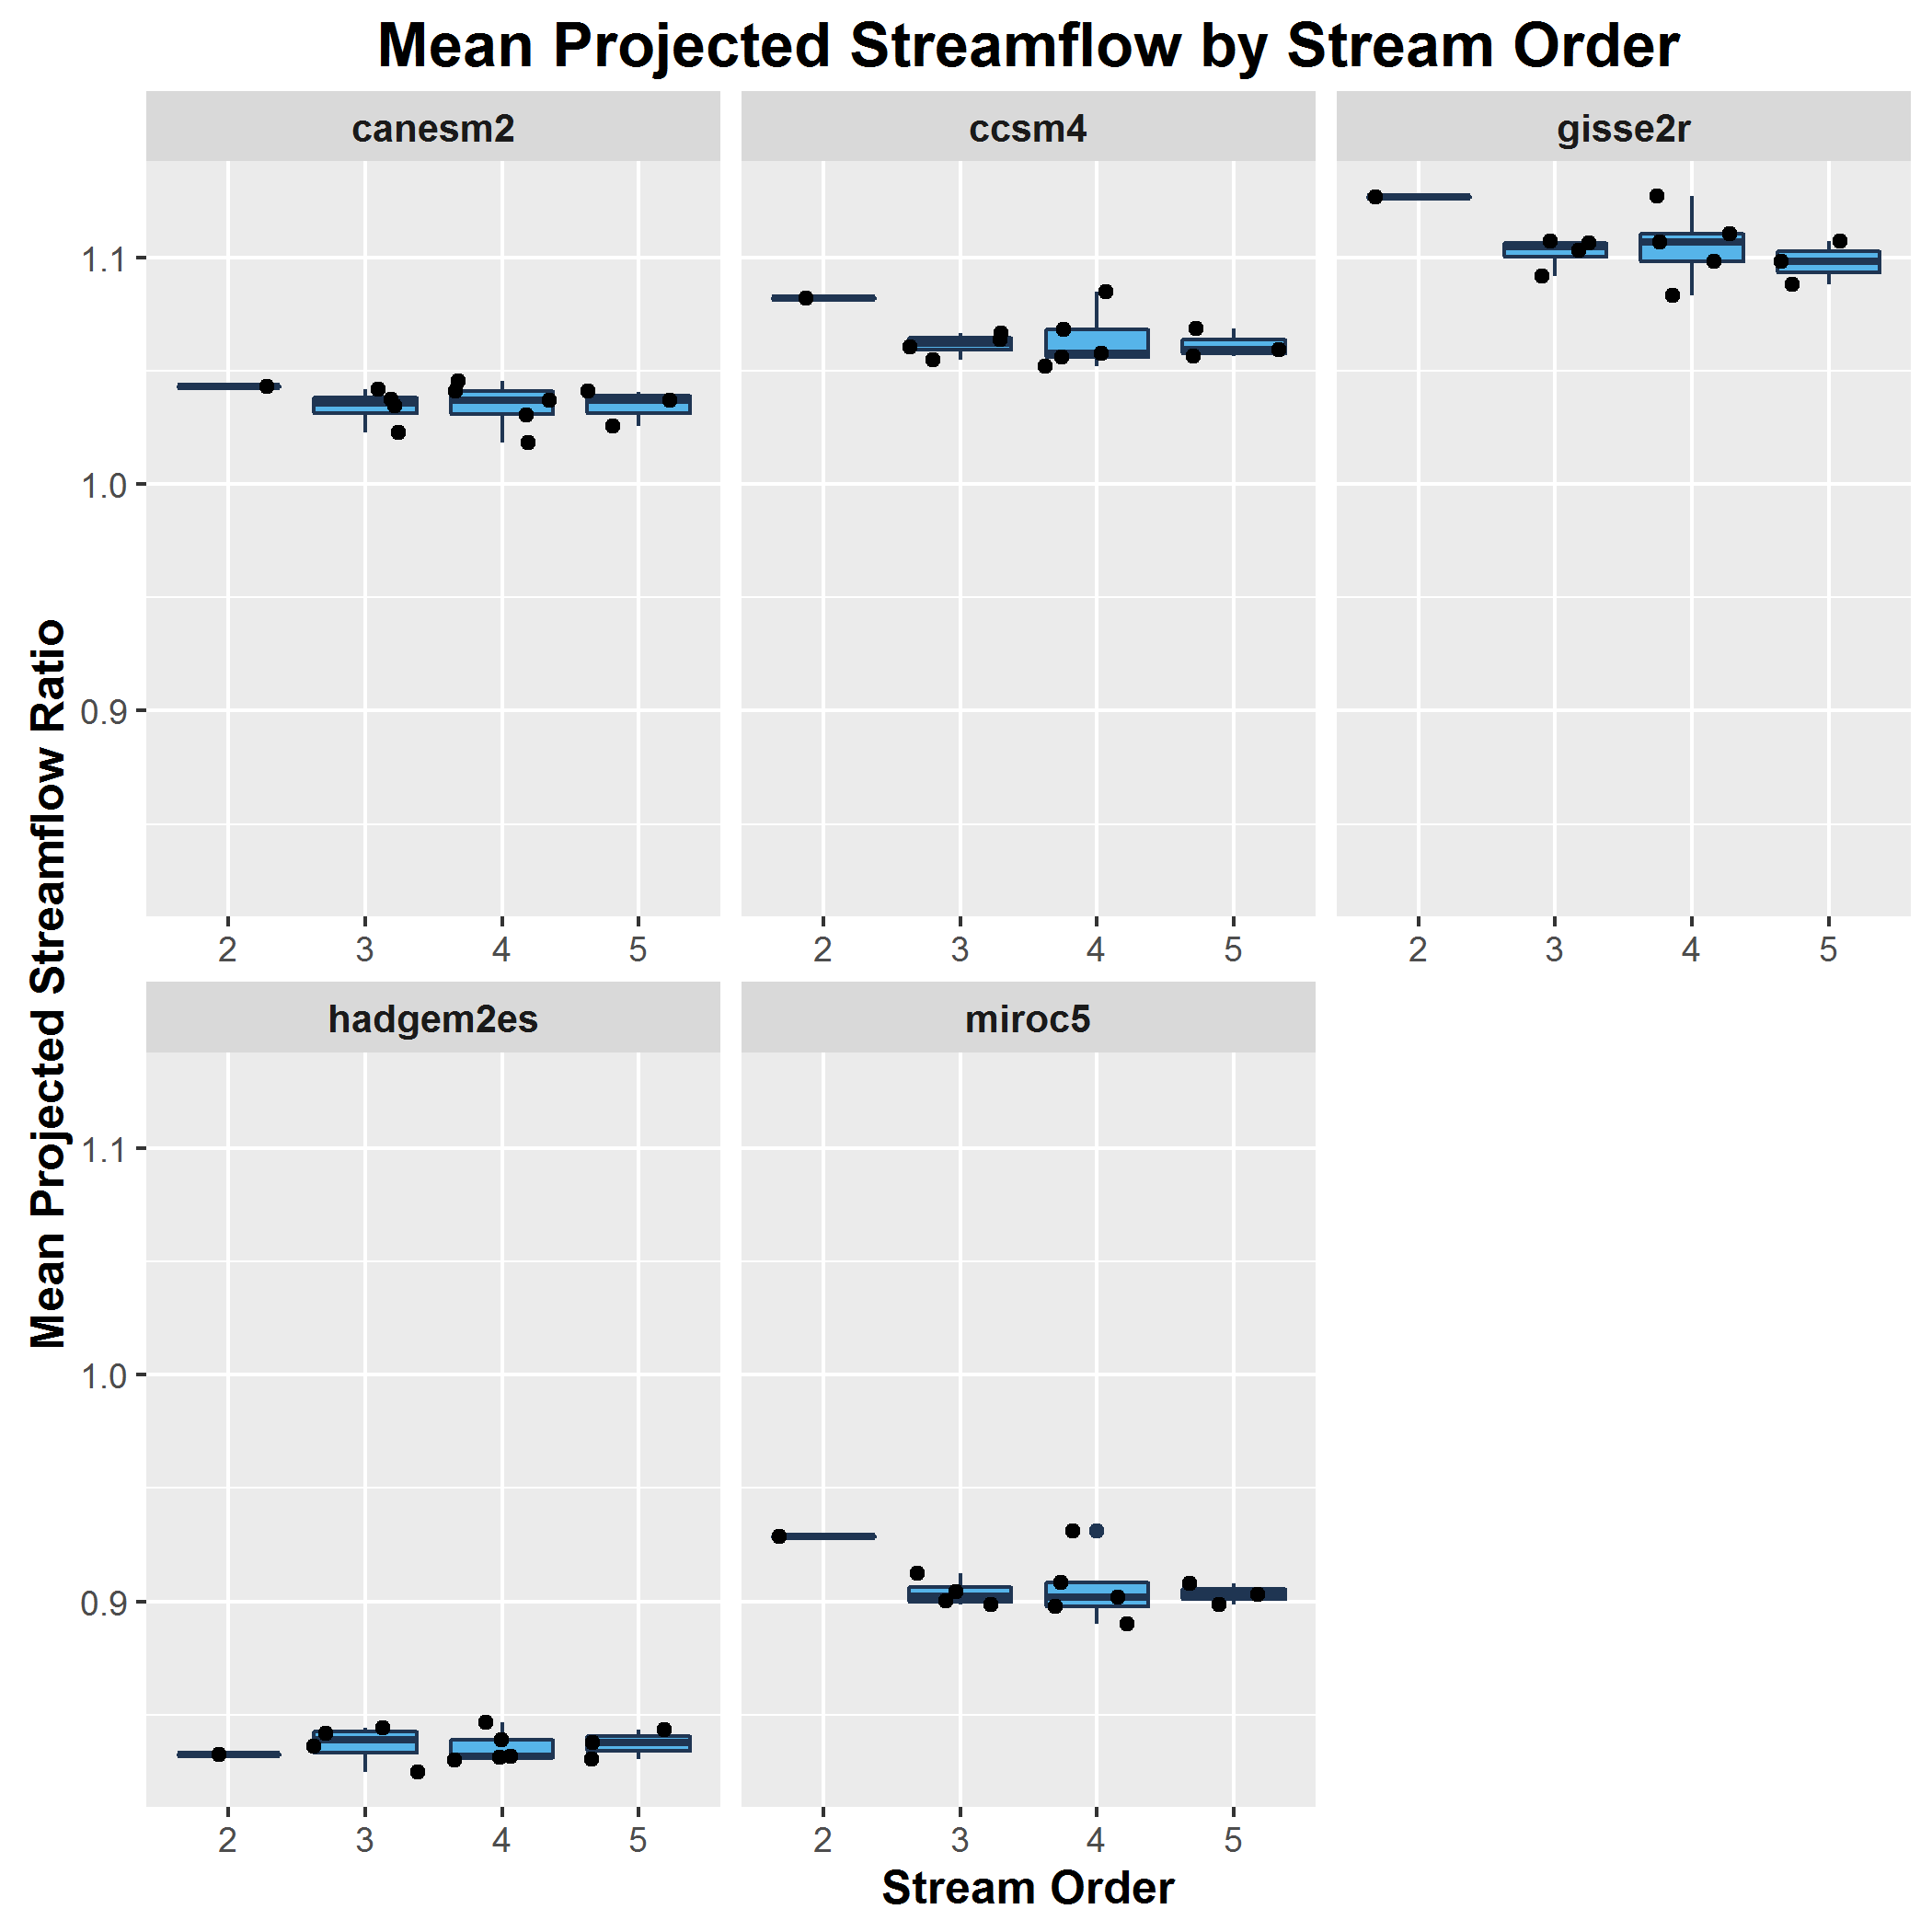 Mean Projected Streamflow by Stream Order
canesm2
ccsm4
gisse2r
1.1
1.0
0.9
2 3 4 5
2 3 4 5
2 3 4 5
Mean Projected Streamflow Ratio
hadgem2es
miroc5
1.1
1.0
0.9
2 3 4 5
2 3 4 5
Stream Order